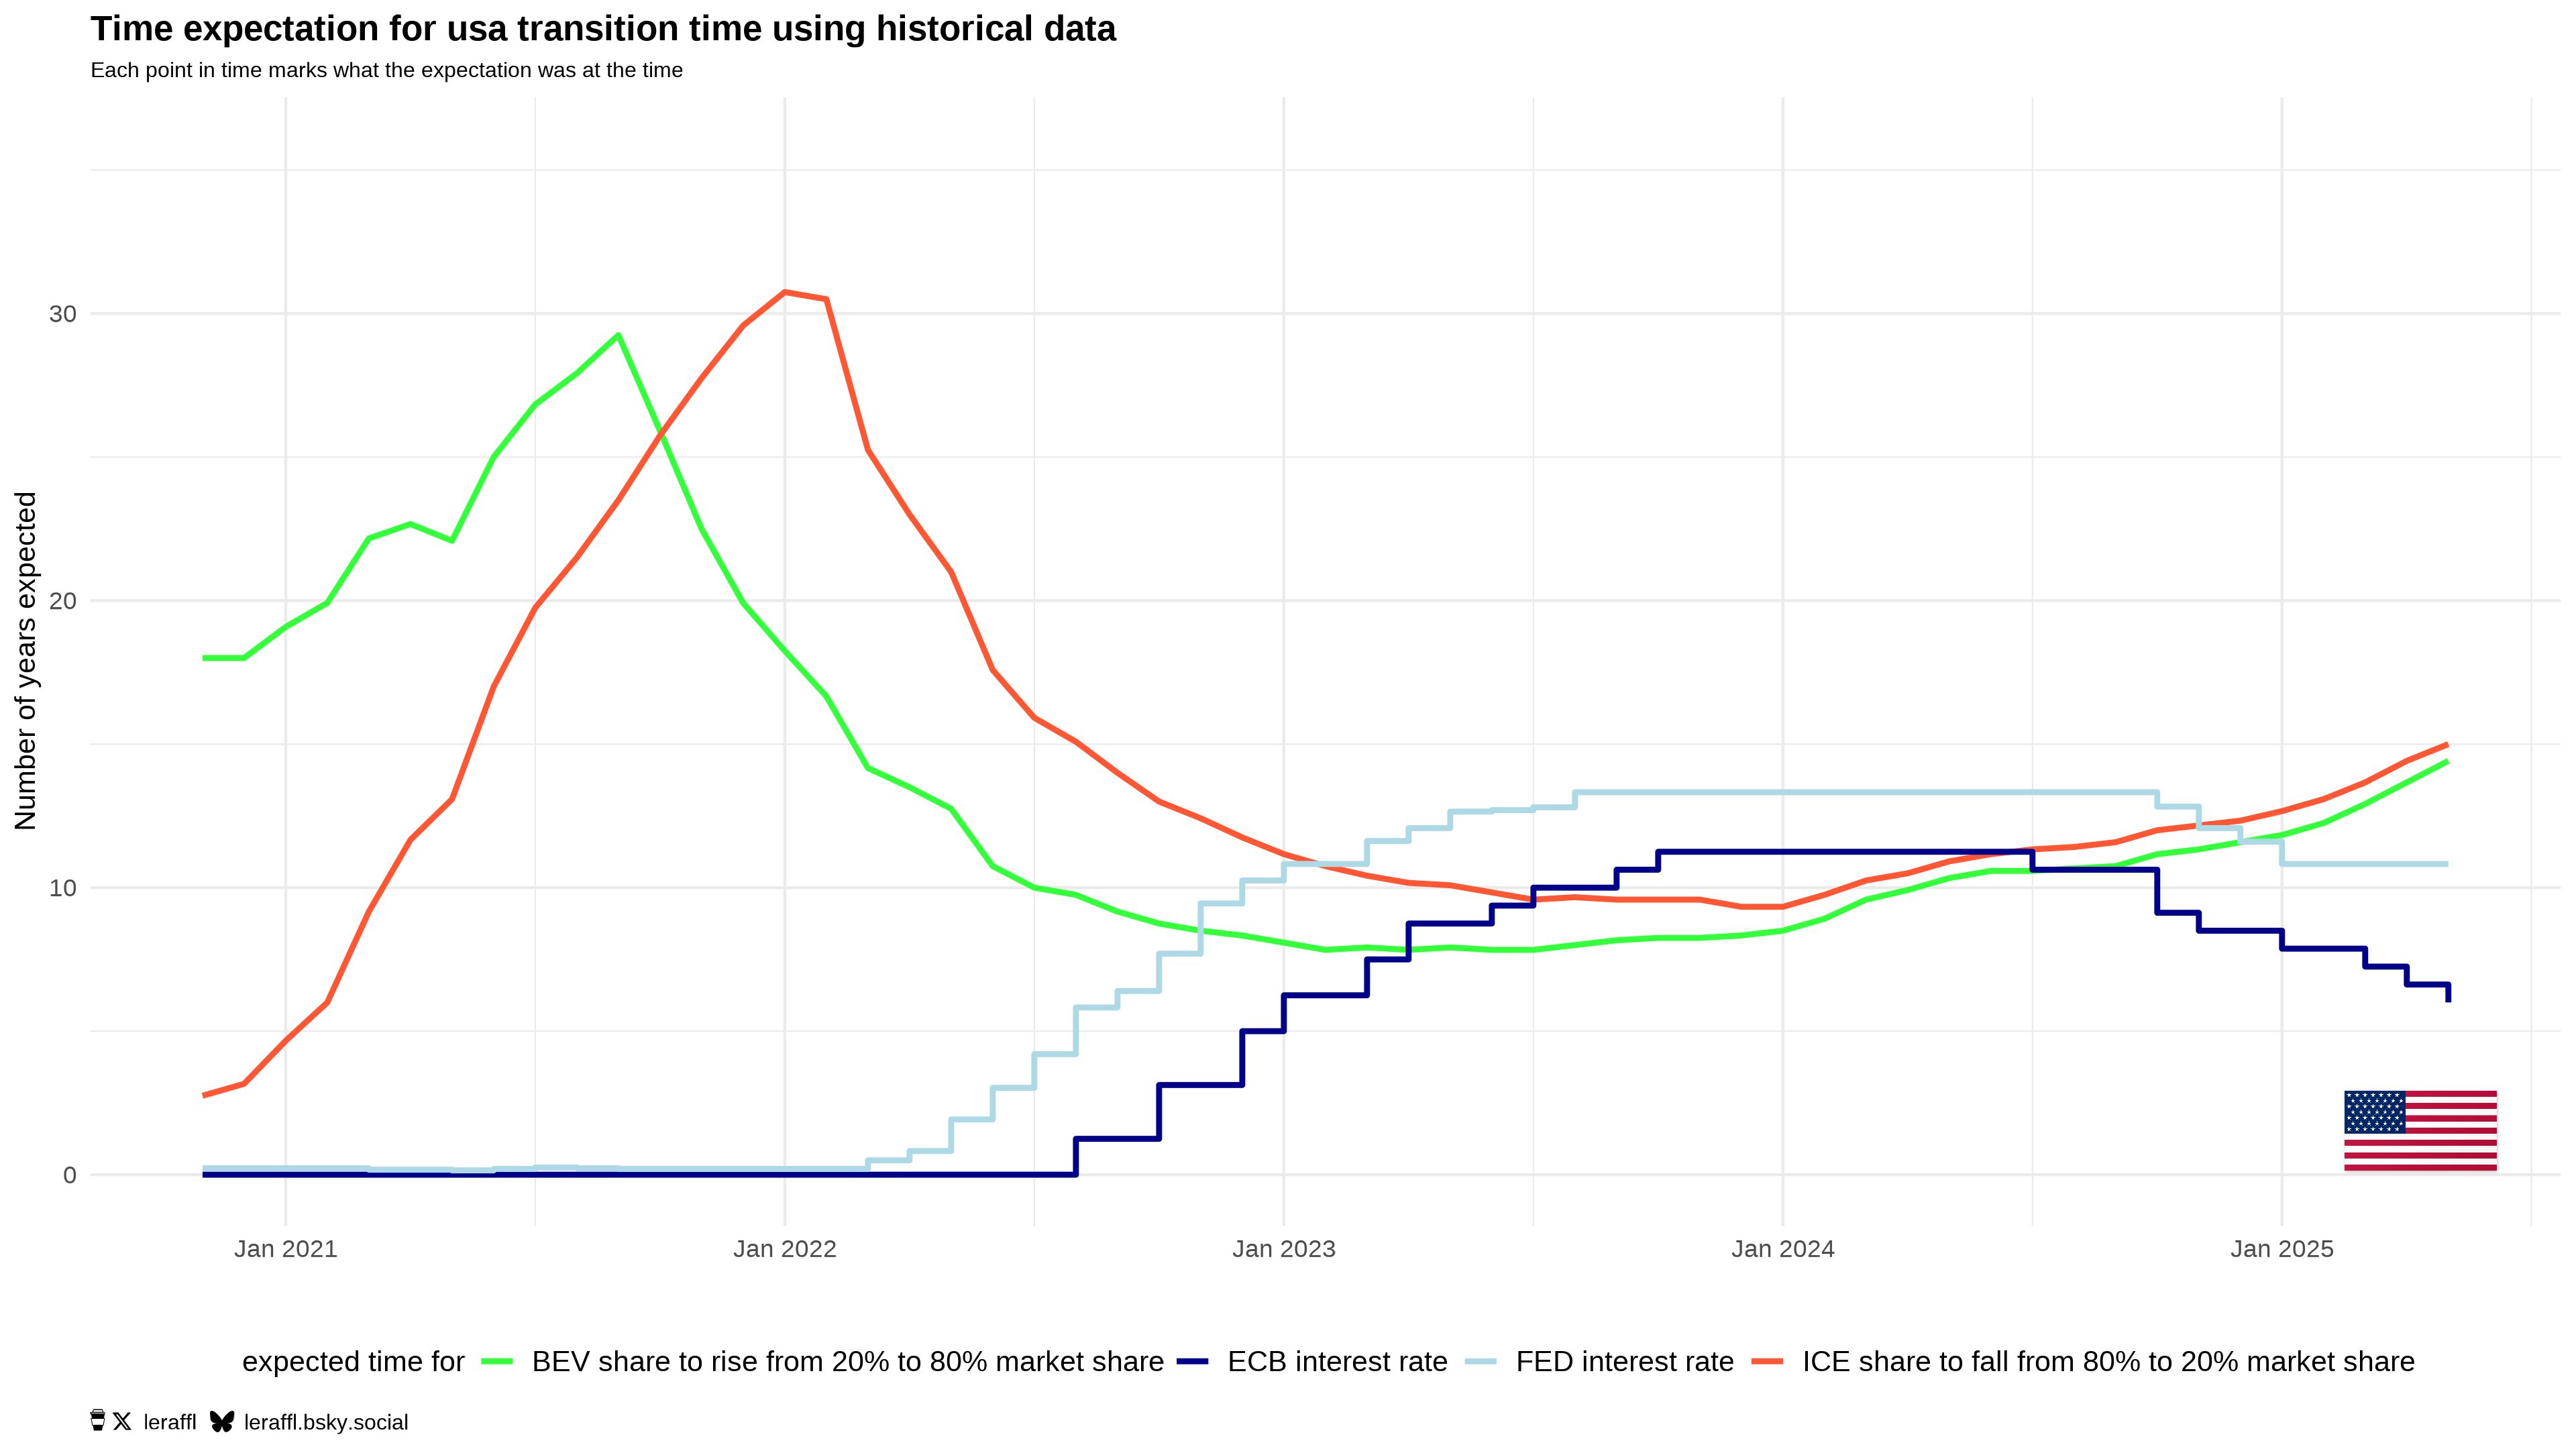 Time expectation for usa transition time using historical data
Each point in time marks what the expectation was at the time
Number of years expected
30
20
10
0
Jan 2021
Jan 2022
Jan 2023
Jan 2024
Jan 2025
expected time for BEV share to rise from 20% to 80% market share ECB interest rate FED interest rate ICE share to fall from 80% to 20% market share
leraffl leraffl.bsky.social